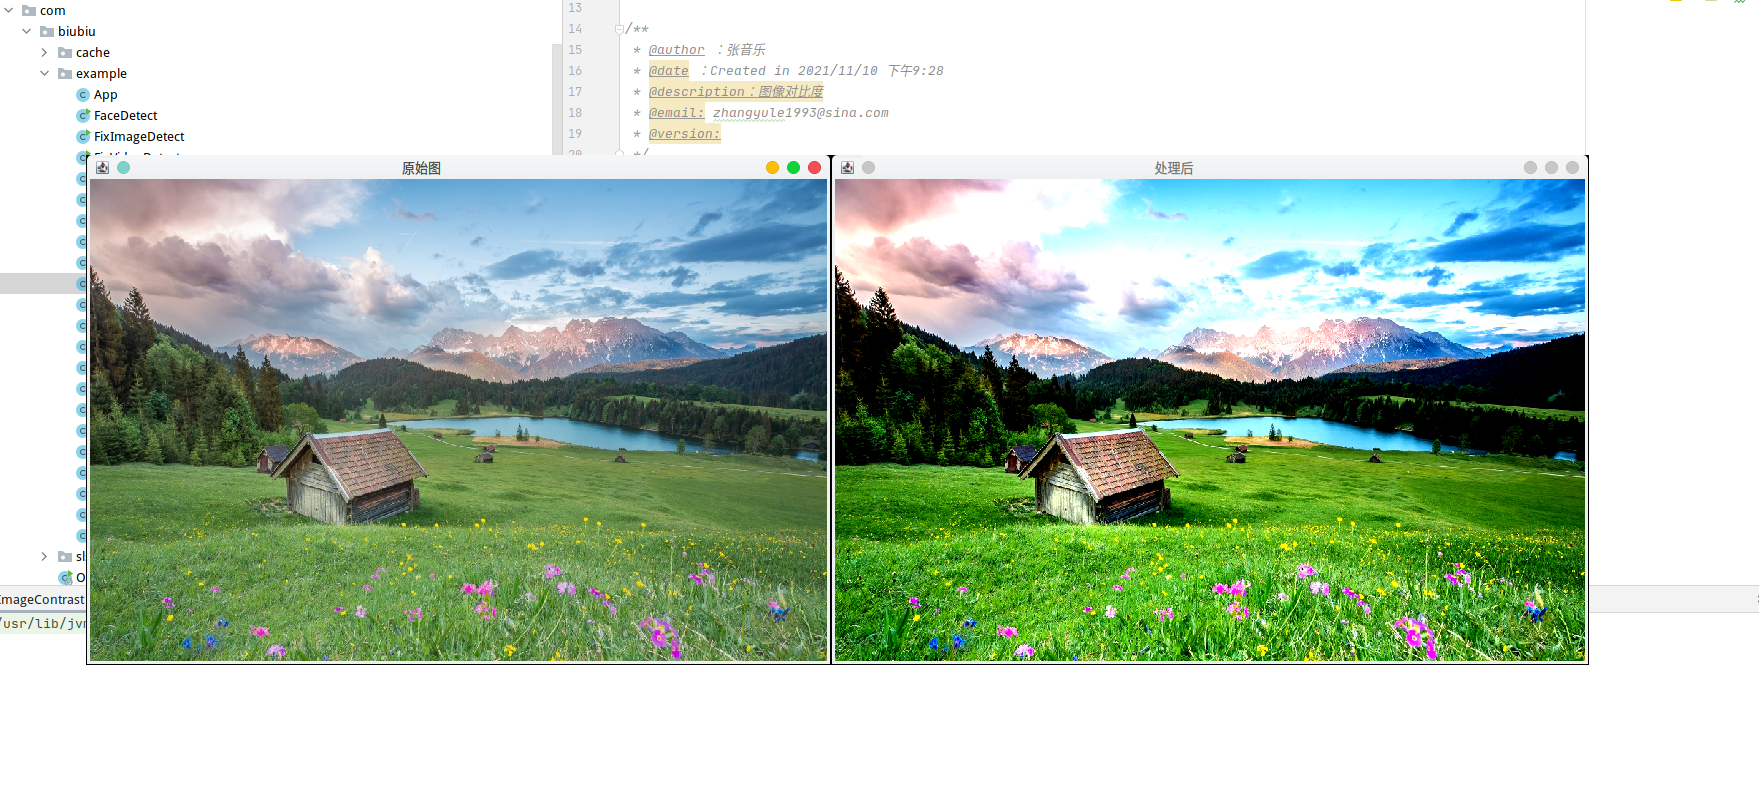 com
biubiu
cache
example
App
FaceDetect
FixImageDetect
13
14 /**
15 * @author ：张音乐
16 * @date ：Created in 2021/11/10 下午9:28
17 * @description：图像对比度
18 * @email: zhangyule1993@sina.com
19 * @version:
20 */
原始图
处理后
ImageContrast
/usr/lib/jv